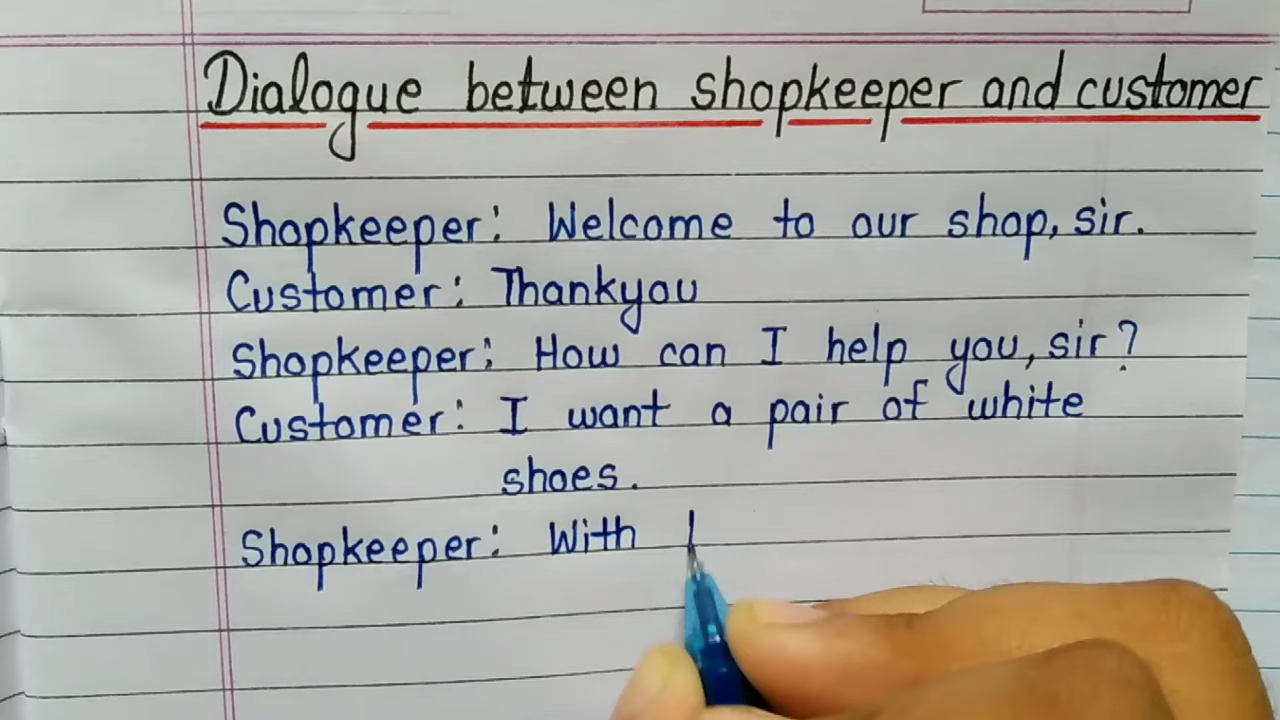 Dialogue between shopkeeper and customer
Shopkeeper: Welcome to our shop, sir.
Customer: Thankyou
Shopkeeper: How can I help you, sir?
Customer: I want a pair of white
shoes.
Shopkeeper: With